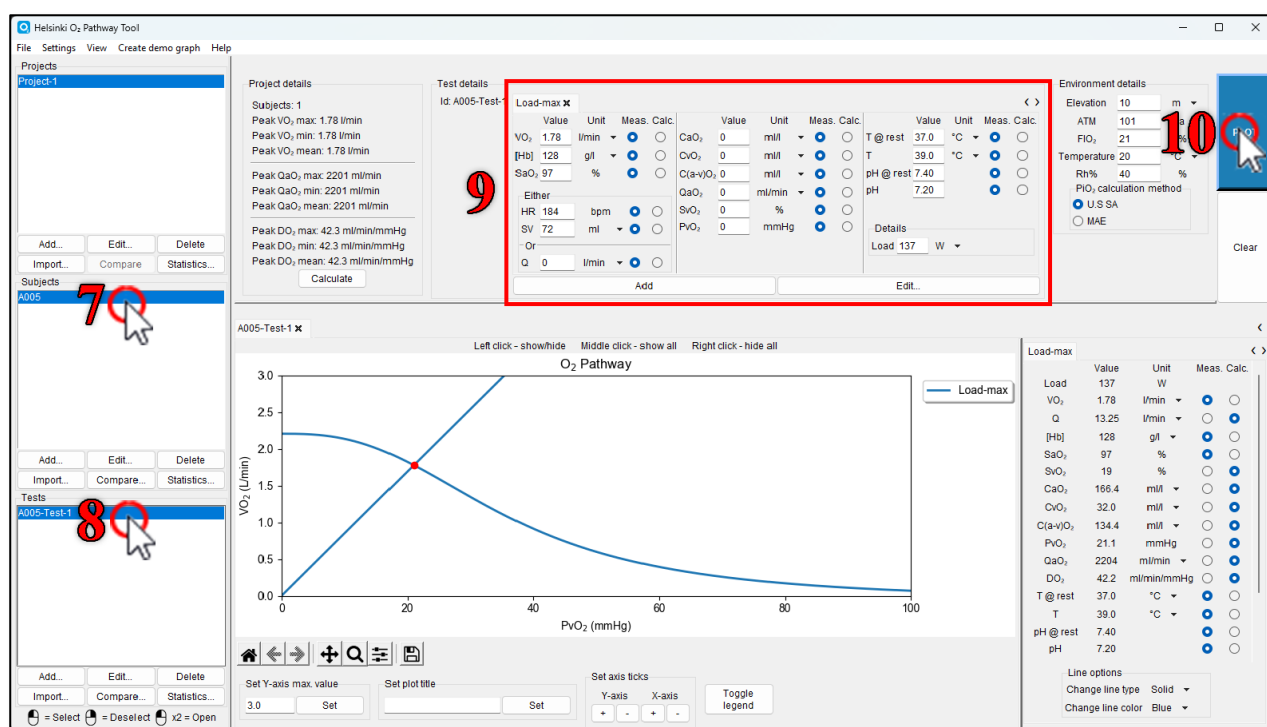 Helsinki O₂ Pathway Tool
File Settings View Create demo graph Help
Projects
Project-1
Add... Edit... Delete
Import... Compare Statistics...
Subjects
A005
7
Add... Edit... Delete
Import... Compare... Statistics...
Tests
A005-Test-1
8
Add... Edit... Delete
Import... Compare... Statistics...
= Select = Deselect x2 = Open
Project details
Subjects: 1
Peak VO₂ max: 1.78 l/min
Peak VO₂ min: 1.78 l/min
Peak VO₂ mean: 1.78 l/min
Peak QaO₂ max: 2201 ml/min
Peak QaO₂ min: 2201 ml/min
Peak QaO₂ mean: 2201 ml/min
Peak DO₂ max: 42.3 ml/min/mmHg
Peak DO₂ min: 42.3 ml/min/mmHg
Peak DO₂ mean: 42.3 ml/min/mmHg
Calculate
Test details
Id: A005-Test-1
9
Load-max ✖ < >
Value Unit Meas. Calc.
VO₂ 1.78 l/min
[Hb] 128 g/l
SaO₂ 97 %
Either
HR 184 bpm
SV 72 ml
Or
Q 0 l/min
Value Unit Meas. Calc.
CaO₂ 0 ml/l
CvO₂ 0 ml/l
C(a-v)O₂ 0 ml/l
QaO₂ 0 ml/min
SvO₂ 0 %
PvO₂ 0 mmHg
Value Unit Meas. Calc.
T @ rest 37.0 °C
T 39.0 °C
pH @ rest 7.40
pH 7.20
Details
Load 137 W
Add Edit...
Environment details
Elevation 10 m
ATM 101
FiO₂ 21 %
Temperature 20 °C
Rh% 40 %
PiO₂ calculation method
U.S SA
MAE
10
Clear
A005-Test-1 ✖ <
Left click - show/hide Middle click - show all Right click - hide all
O₂ Pathway
Load-max
VO₂ (L/min)
3.0
2.5
2.0
1.5
1.0
0.5
0.0
0 20 40 60 80 100
PvO₂ (mmHg)
Set Y-axis max. value
3.0 Set
Set plot title
Set
Set axis ticks
Y-axis X-axis
+ - + -
Toggle
legend
Load-max < >
Value Unit Meas. Calc.
Load 137 W
VO₂ 1.78 l/min
Q 13.25 l/min
[Hb] 128 g/l
SaO₂ 97 %
SvO₂ 19 %
CaO₂ 166.4 ml/l
CvO₂ 32.0 ml/l
C(a-v)O₂ 134.4 ml/l
PvO₂ 21.1 mmHg
QaO₂ 2204 ml/min
DO₂ 42.2 ml/min/mmHg
T @ rest 37.0 °C
T 39.0 °C
pH @ rest 7.40
pH 7.20
Line options
Change line type Solid
Change line color Blue